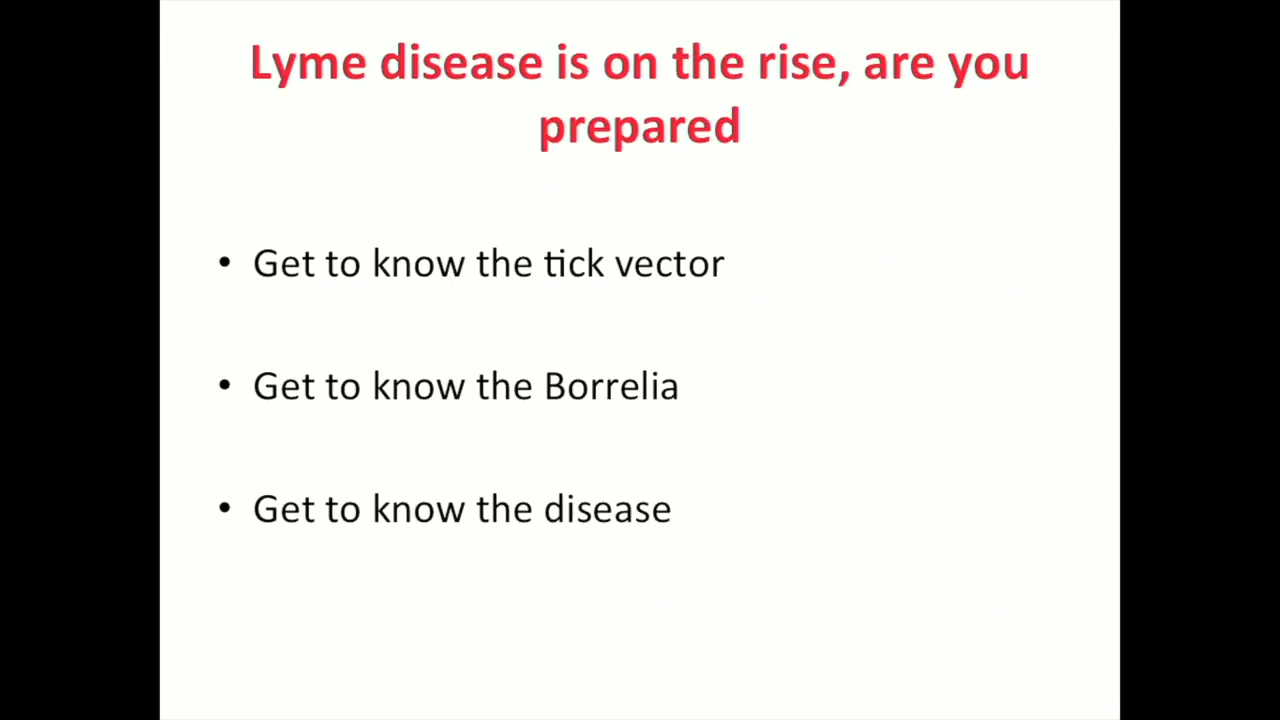 Lyme disease is on the rise, are you
prepared
• Get to know the tick vector
• Get to know the Borrelia
• Get to know the disease